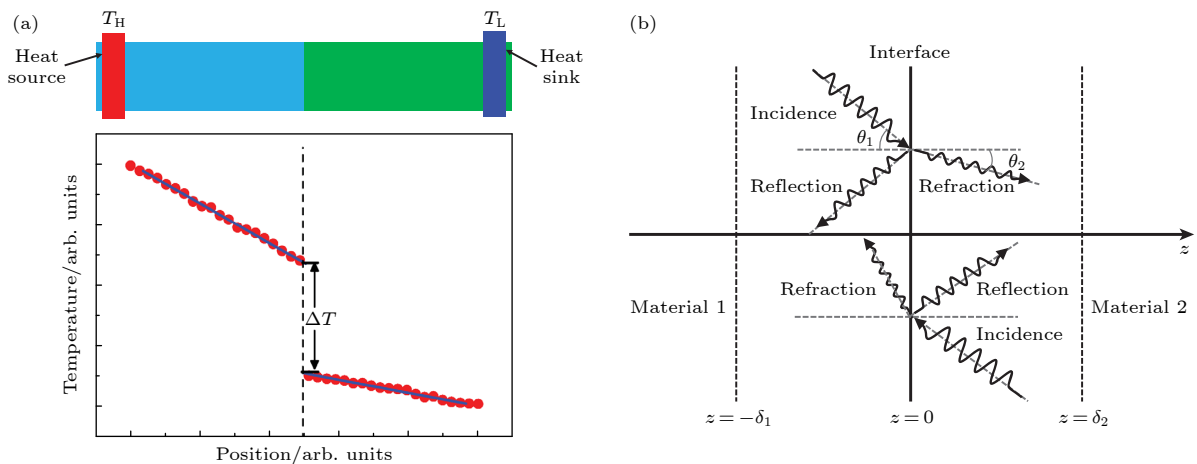 (a)
T_H
T_L
Heat
source
Heat
sink
Temperature/arb. units
ΔT
Position/arb. units
(b)
Interface
Incidence
θ_1
θ_2
Reflection
Refraction
z
Refraction
Reflection
Material 1
Material 2
Incidence
z = −δ_1
z = 0
z = δ_2